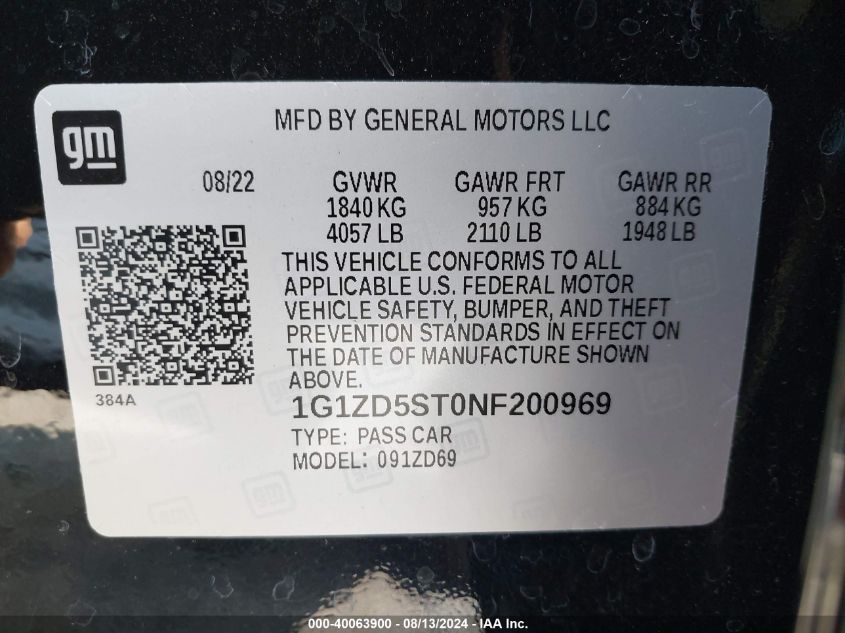 gm
MFD BY GENERAL MOTORS LLC
08/22 GVWR GAWR FRT GAWR RR
1840 KG 957 KG 884 KG
4057 LB 2110 LB 1948 LB
THIS VEHICLE CONFORMS TO ALL
APPLICABLE U.S. FEDERAL MOTOR
VEHICLE SAFETY, BUMPER, AND THEFT
PREVENTION STANDARDS IN EFFECT ON
THE DATE OF MANUFACTURE SHOWN
ABOVE.
384A
1G1ZD5ST0NF200969
TYPE: PASS CAR
MODEL: 091ZD69
000-40063900 - 08/13/2024 - IAA Inc.